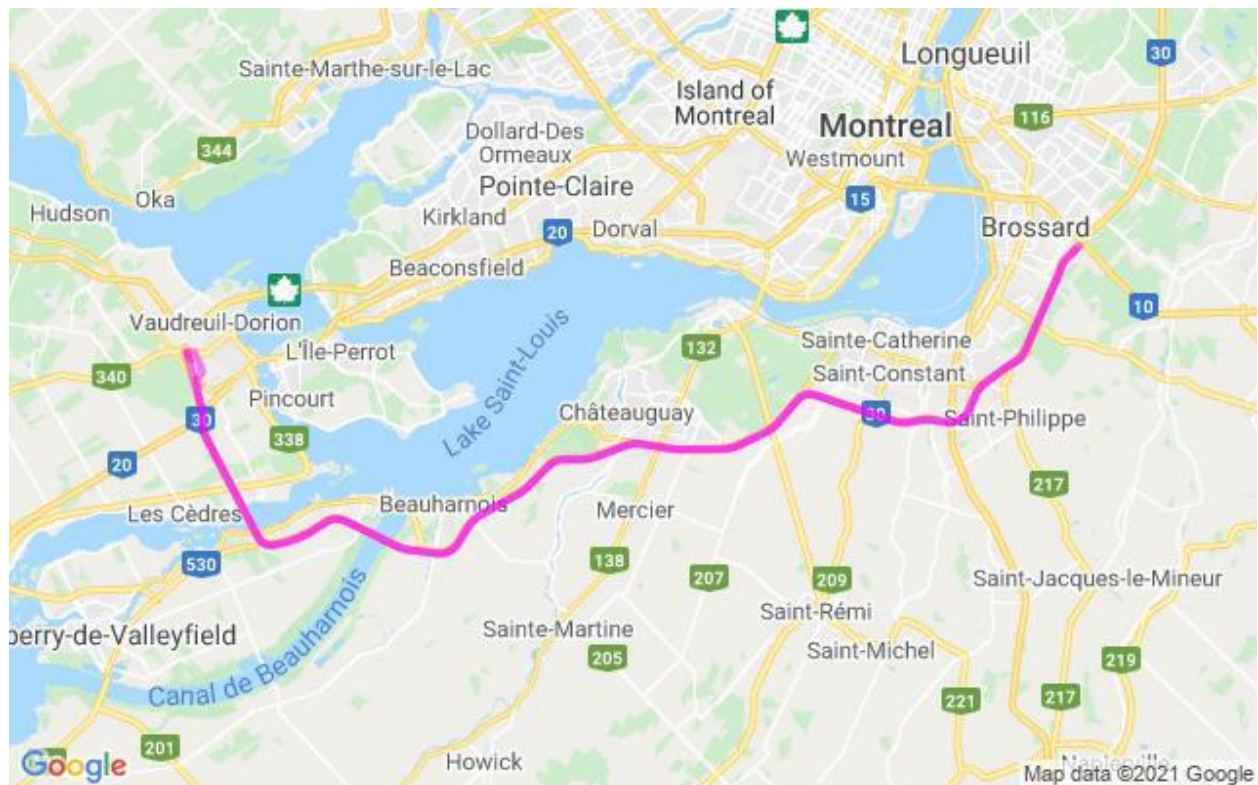 Longueuil
30
Sainte-Marthe-sur-le-Lac
Island of
Montreal
116
Montreal
Dollard-Des
Ormeaux
344
Westmount
Pointe-Claire
Oka
15
Hudson
Kirkland
20
Dorval
Brossard
Beaconsfield
10
Vaudreuil-Dorion
L'Île-Perrot
132
Sainte-Catherine
340
Saint-Constant
Pincourt
Lake Saint-Louis
30
Châteauguay
30
Saint-Philippe
338
20
217
Les Cèdres
Beauharnois
Mercier
530
138
207
209
Saint-Jacques-le-Mineur
Canal de Beauharnois
Saint-Rémi
perry-de-Valleyfield
Sainte-Martine
Saint-Michel
205
219
221
217
201
Howick
Google
Map data ©2021 Google